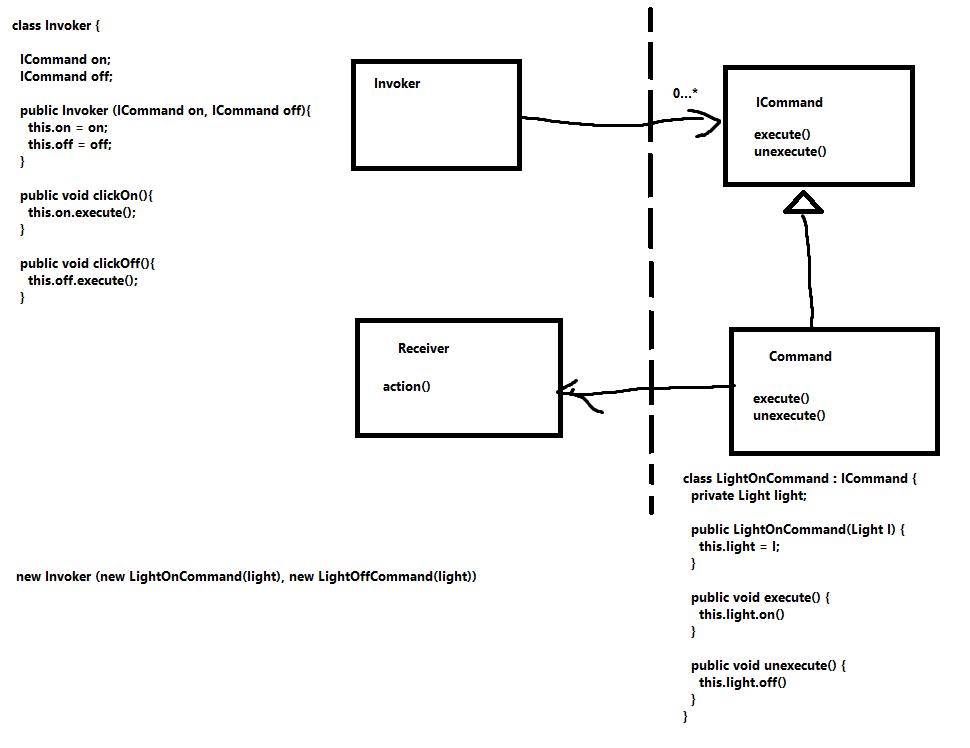 class Invoker {
ICommand on;
ICommand off;
public Invoker (ICommand on, ICommand off){
this.on = on;
this.off = off;
}
public void clickOn(){
this.on.execute();
}
public void clickOff(){
this.off.execute();
}
Invoker
0...*
ICommand
execute()
unexecute()
Receiver
action()
Command
execute()
unexecute()
class LightOnCommand : ICommand {
private Light light;
public LightOnCommand(Light l) {
this.light = l;
}
public void execute() {
this.light.on()
}
public void unexecute() {
this.light.off()
}
}
new Invoker (new LightOnCommand(light), new LightOffCommand(light))